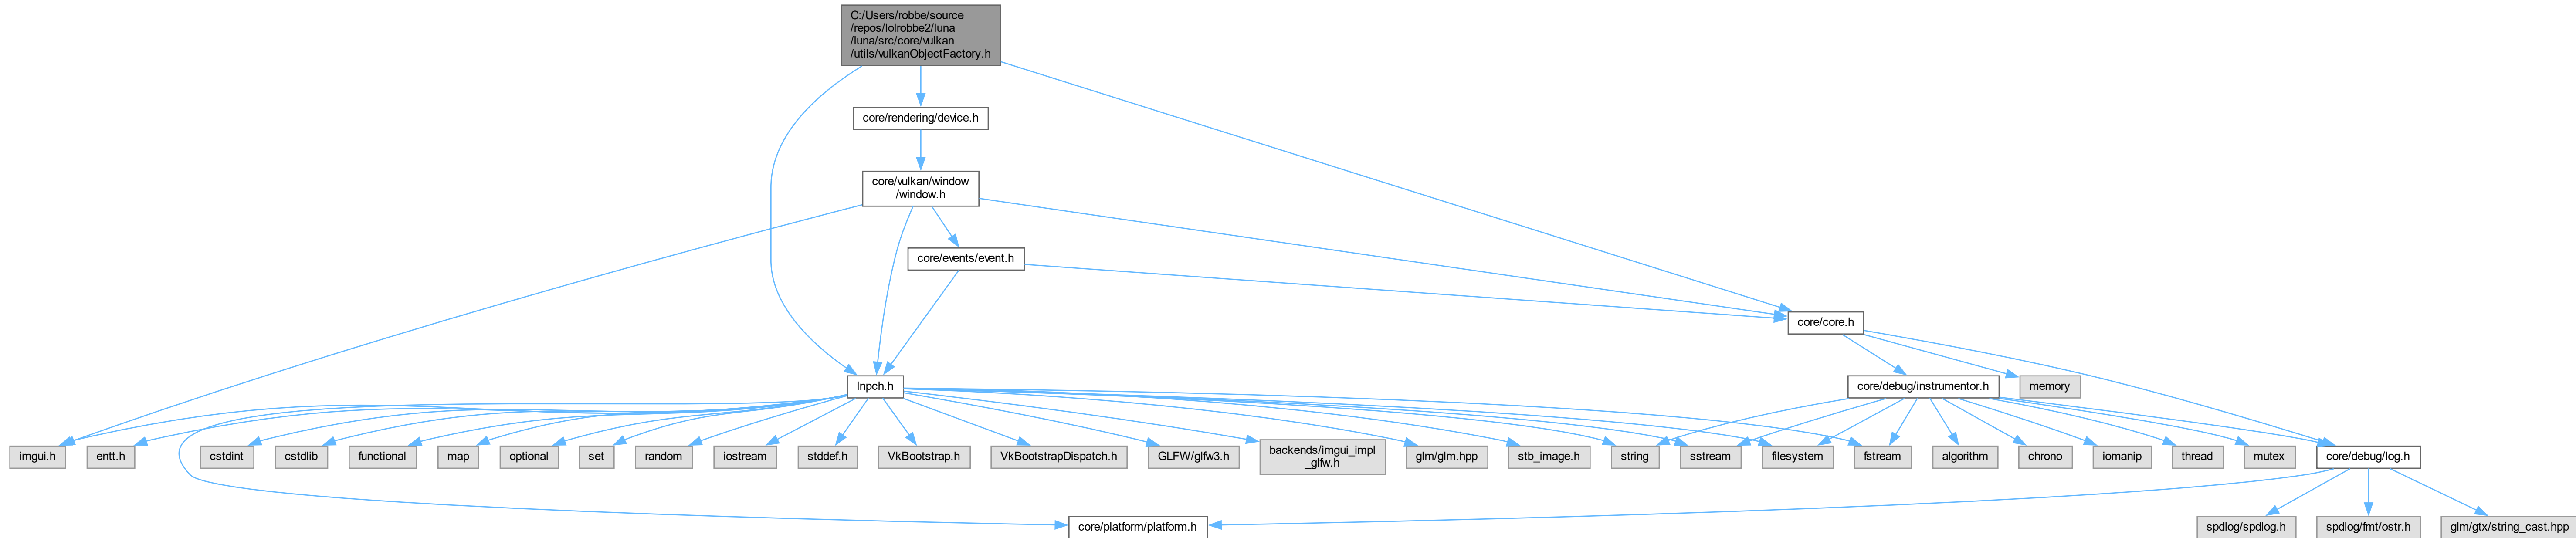 C:/Users/robbe/source
/repos/lolrobbe2/luna
/luna/src/core/vulkan
/utils/vulkanObjectFactory.h
core/rendering/device.h
core/vulkan/window
/window.h
core/events/event.h
core/core.h
lnpch.h
core/debug/instrumentor.h
memory
imgui.h
entt.h
cstdint
cstdlib
functional
map
optional
set
random
iostream
stddef.h
VkBootstrap.h
VkBootstrapDispatch.h
GLFW/glfw3.h
backends/imgui_impl
_glfw.h
glm/glm.hpp
stb_image.h
string
sstream
filesystem
fstream
algorithm
chrono
iomanip
thread
mutex
core/debug/log.h
core/platform/platform.h
spdlog/spdlog.h
spdlog/fmt/ostr.h
glm/gtx/string_cast.hpp